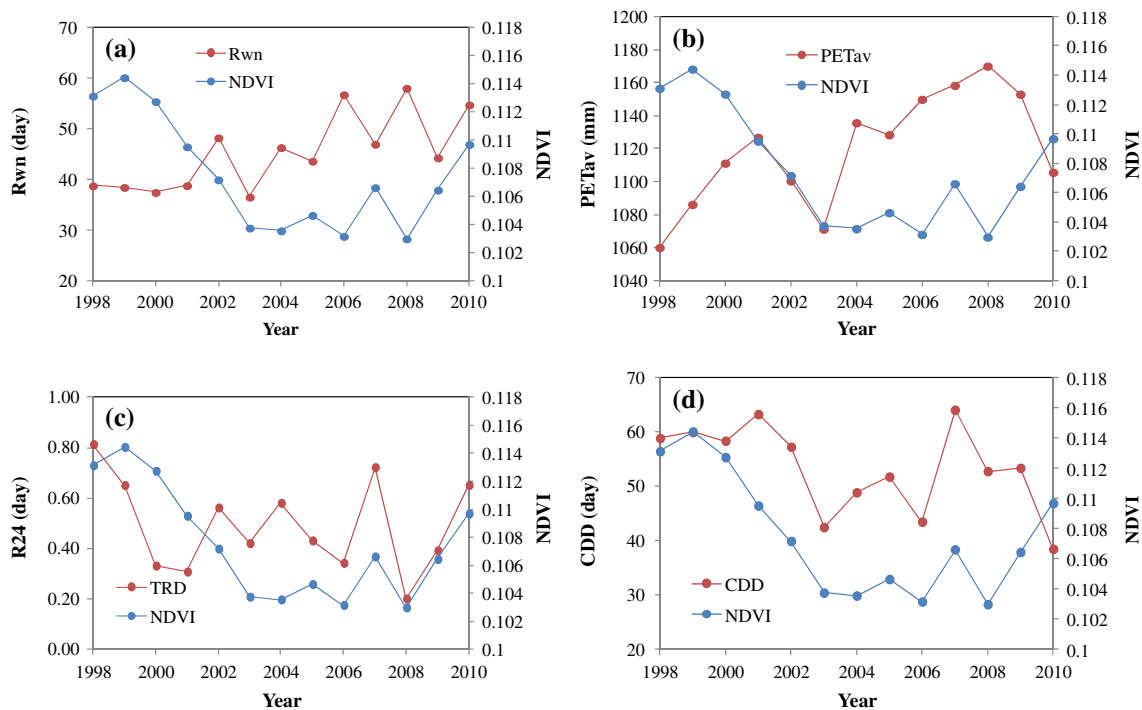 (a)
Rwn
NDVI
70
60
50
40
30
20
Rwn (day)
0.118
0.116
0.114
0.112
0.110
0.108
0.106
0.104
0.102
0.1
NDVI
1998 2000 2002 2004 2006 2008 2010
Year
(b)
PETav
NDVI
1200
1180
1160
1140
1120
1100
1080
1060
1040
PETav (mm)
0.118
0.115
0.113
0.110
0.108
0.106
0.104
0.102
0.1
NDVI
1998 2000 2002 2004 2006 2008 2010
Year
(c)
TRD
NDVI
1.00
0.80
0.60
0.40
0.20
0.00
R24 (day)
0.118
0.116
0.114
0.112
0.11
0.108
0.106
0.104
0.102
0.1
NDVI
1998 2000 2002 2004 2006 2008 2010
Year
(d)
CDD
NDVI
70
60
50
40
30
20
CDD (day)
0.118
0.116
0.114
0.112
0.110
0.108
0.106
0.104
0.102
0.1
NDVI
1998 2000 2002 2004 2006 2008 2010
Year